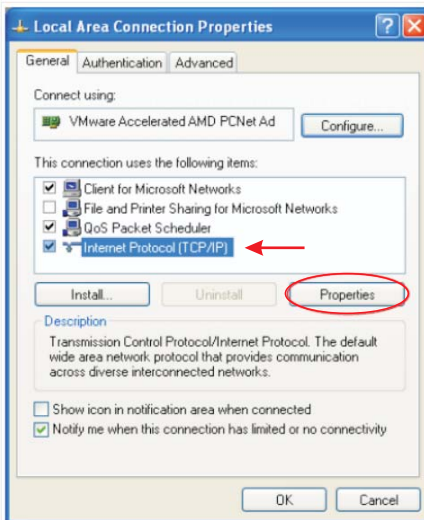 Local Area Connection Properties
General Authentication Advanced
Connect using:
VMware Accelerated AMD PCNet Ad Configure...
This connection uses the following items:
Client for Microsoft Networks
File and Printer Sharing for Microsoft Networks
QoS Packet Scheduler
Internet Protocol (TCP/IP)
Install... Uninstall Properties
Description
Transmission Control Protocol/Internet Protocol. The default
wide area network protocol that provides communication
across diverse interconnected networks.
Show icon in notification area when connected
Notify me when this connection has limited or no connectivity
OK Cancel